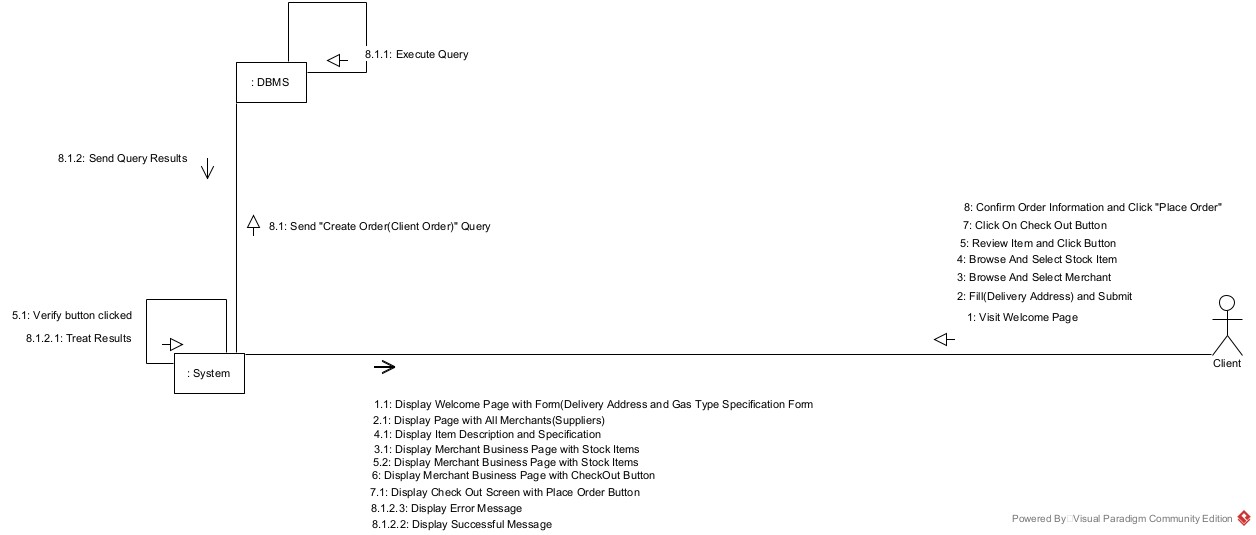 8.1.1: Execute Query
: DBMS
8.1.2: Send Query Results
8.1: Send "Create Order(Client Order)" Query
8: Confirm Order Information and Click "Place Order"
7: Click On Check Out Button
5: Review Item and Click Button
4: Browse And Select Stock Item
3: Browse And Select Merchant
2: Fill(Delivery Address) and Submit
1: Visit Welcome Page
5.1: Verify button clicked
8.1.2.1: Treat Results
: System
Client
1.1: Display Welcome Page with Form(Delivery Address and Gas Type Specification Form
2.1: Display Page with All Merchants(Suppliers)
4.1: Display Item Description and Specification
3.1: Display Merchant Business Page with Stock Items
5.2: Display Merchant Business Page with Stock Items
6: Display Merchant Business Page with CheckOut Button
7.1: Display Check Out Screen with Place Order Button
8.1.2.3: Display Error Message
8.1.2.2: Display Successful Message
Powered By Visual Paradigm Community Edition